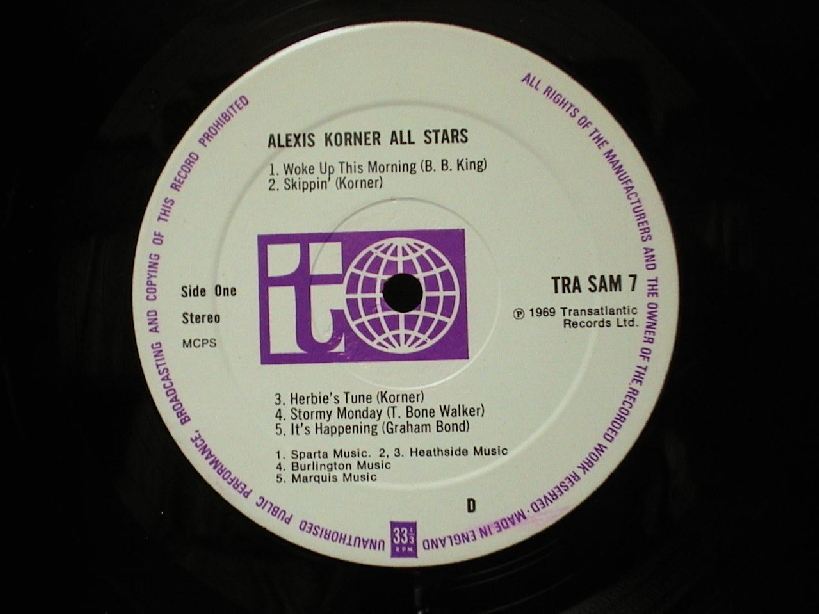 ALEXIS KORNER ALL STARS
1. Woke Up This Morning (B. B. King)
2. Skippin' (Korner)
Side One
Stereo
MCPS
it
TRA SAM 7
℗ 1969 Transatlantic
Records Ltd.
3. Herbie's Tune (Korner)
4. Stormy Monday (T. Bone Walker)
5. It's Happening (Graham Bond)
1. Sparta Music. 2, 3. Heathside Music
4. Burlington Music
5. Marquis Music
D
ALL RIGHTS OF THE MANUFACTURERS AND THE OWNER OF THE RECORDED WORK RESERVED · MADE IN ENGLAND
33⅓
RPM
UNAUTHORISED PUBLIC PERFORMANCE, BROADCASTING AND COPYING OF THIS RECORD PROHIBITED